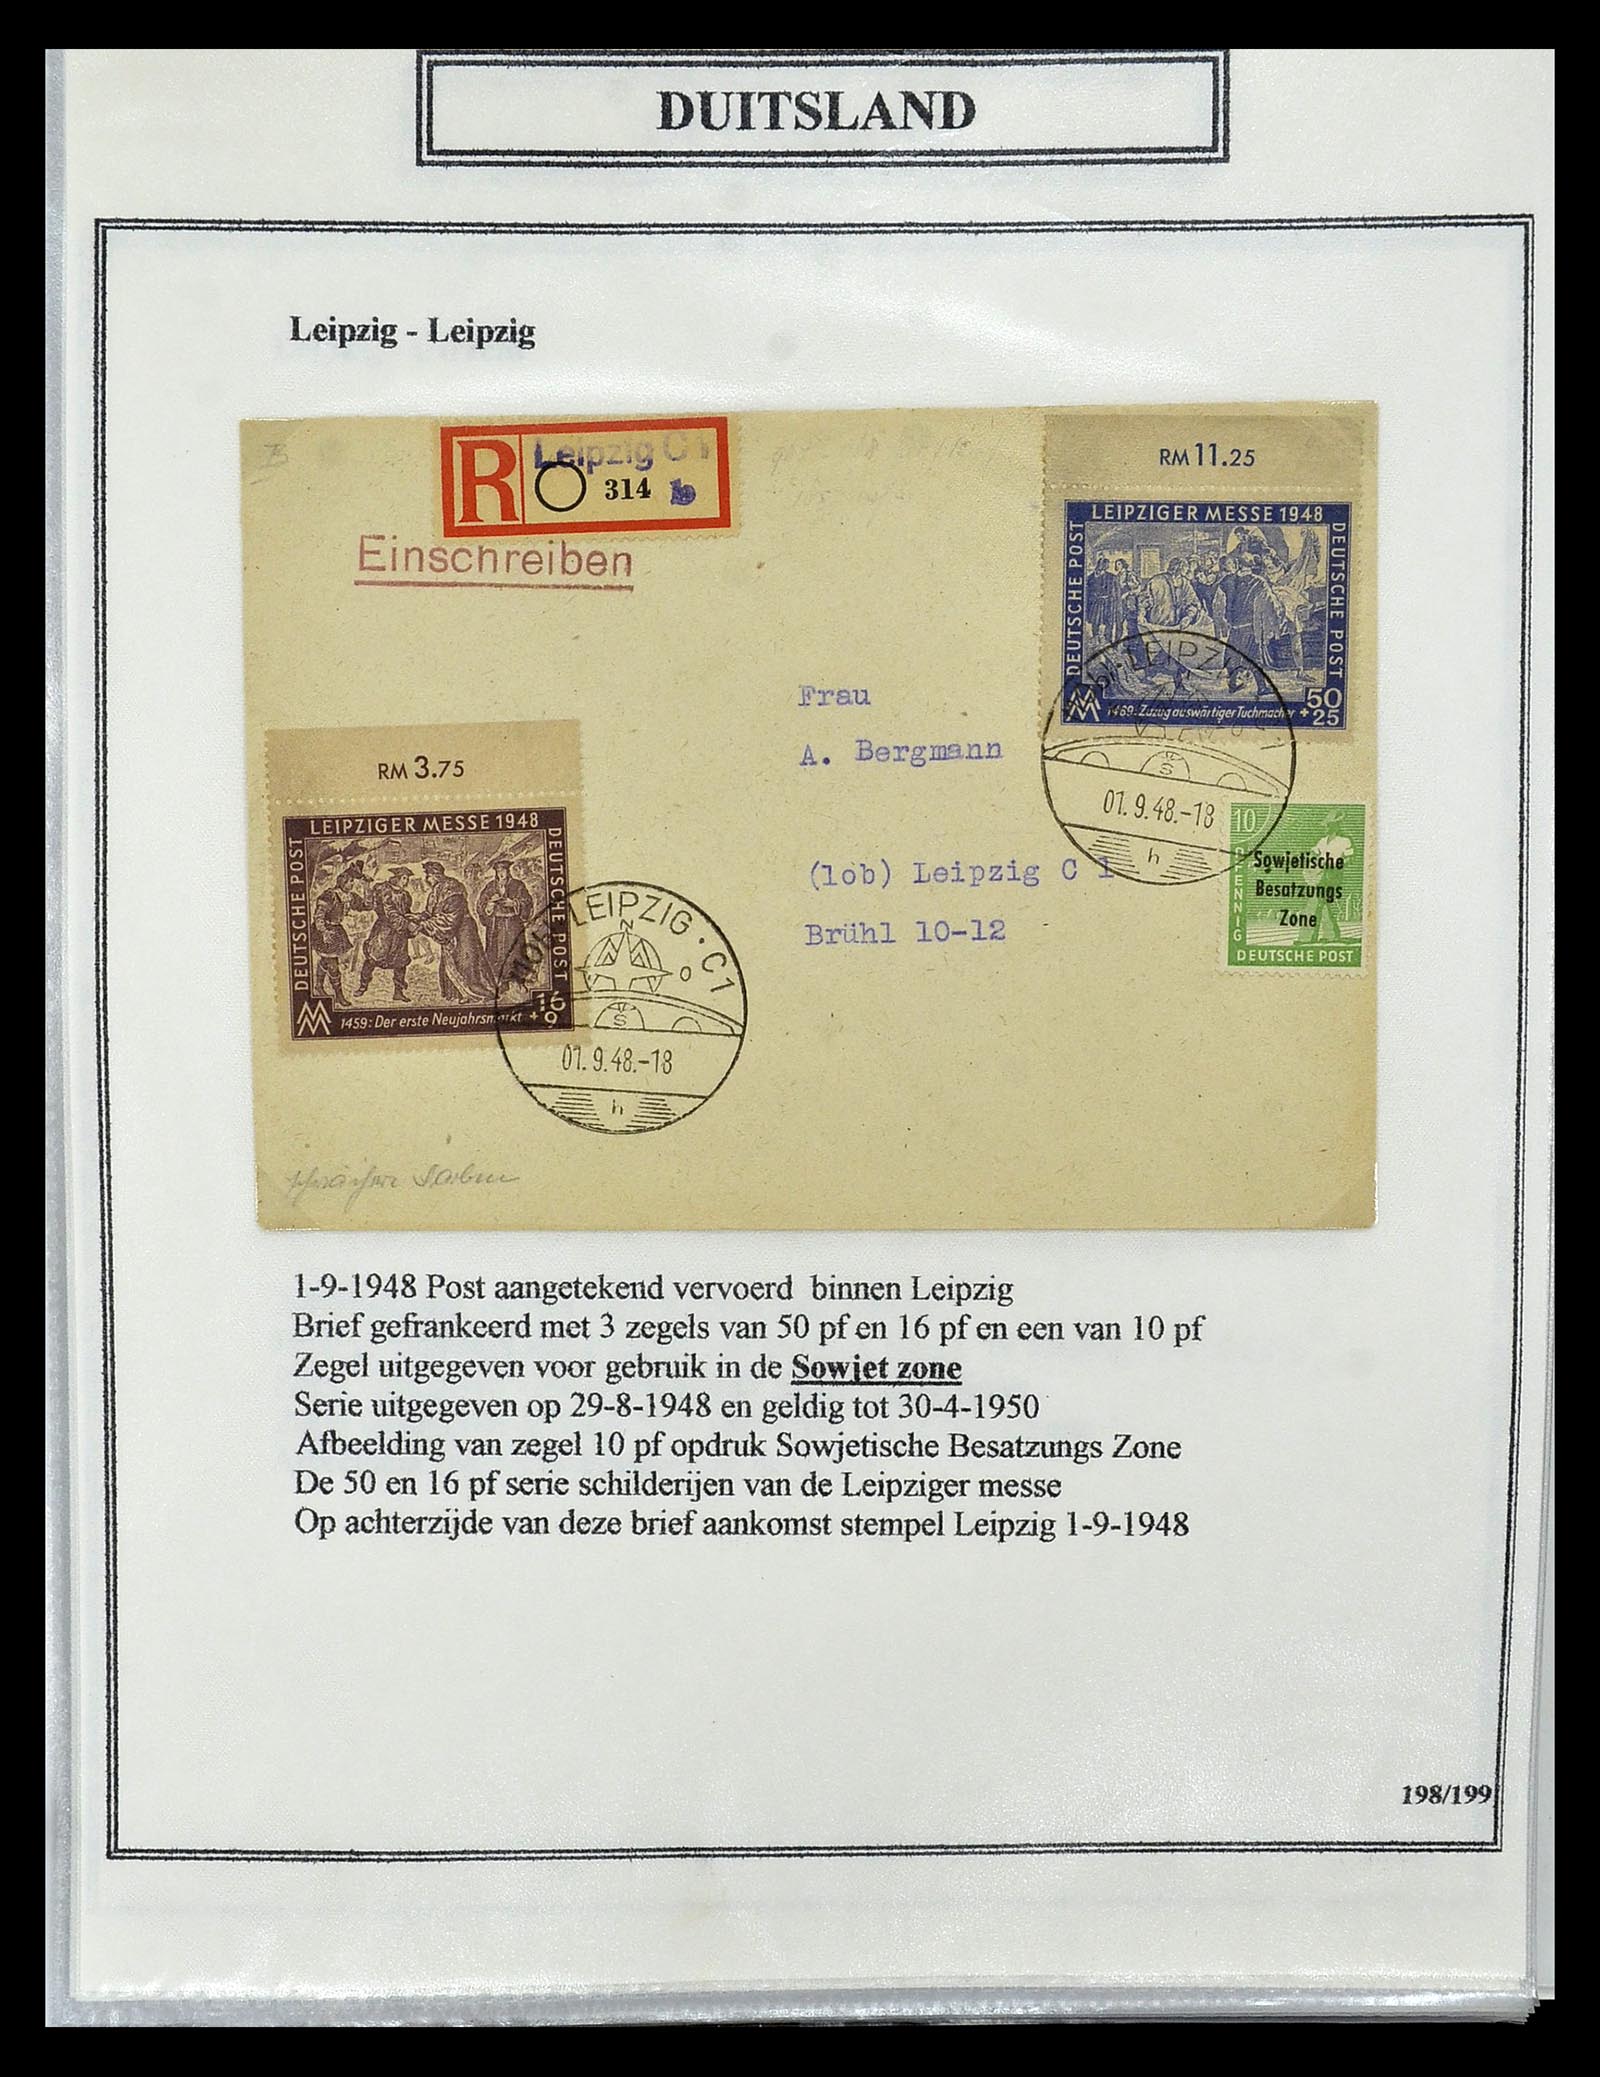 DUITSLAND
Leipzig - Leipzig
R Leipzig C 1
314 b
Einschreiben
RM 11.25
LEIPZIGER MESSE 1948
DEUTSCHE POST
DEUTSCHE POST
50
+ 25
1469: Zuzug auswärtiger Tuchmacher
LEIPZIG C1
01.9.48.-18
h
Frau
A. Bergmann
(lob) Leipzig C 1
Brühl 10-12
10
PFENNIG
Sowjetische
Besatzungs
Zone
DEUTSCHE POST
RM 3.75
LEIPZIGER MESSE 1948
DEUTSCHE POST
DEUTSCHE POST
16
+ 9
1459: Der erste Neujahrsmarkt
LEIPZIG · C1
N
O
S
01.9.48.-18
h
1-9-1948 Post aangetekend vervoerd binnen Leipzig
Brief gefrankeerd met 3 zegels van 50 pf en 16 pf en een van 10 pf
Zegel uitgegeven voor gebruik in de Sowjet zone
Serie uitgegeven op 29-8-1948 en geldig tot 30-4-1950
Afbeelding van zegel 10 pf opdruk Sowjetische Besatzungs Zone
De 50 en 16 pf serie schilderijen van de Leipziger messe
Op achterzijde van deze brief aankomst stempel Leipzig 1-9-1948
198/199